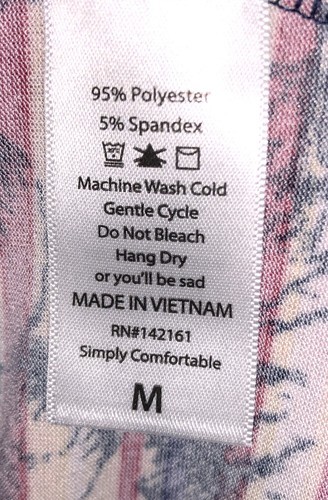 95% Polyester
5% Spandex
Machine Wash Cold
Gentle Cycle
Do Not Bleach
Hang Dry
or you'll be sad
MADE IN VIETNAM
RN#142161
Simply Comfortable
M